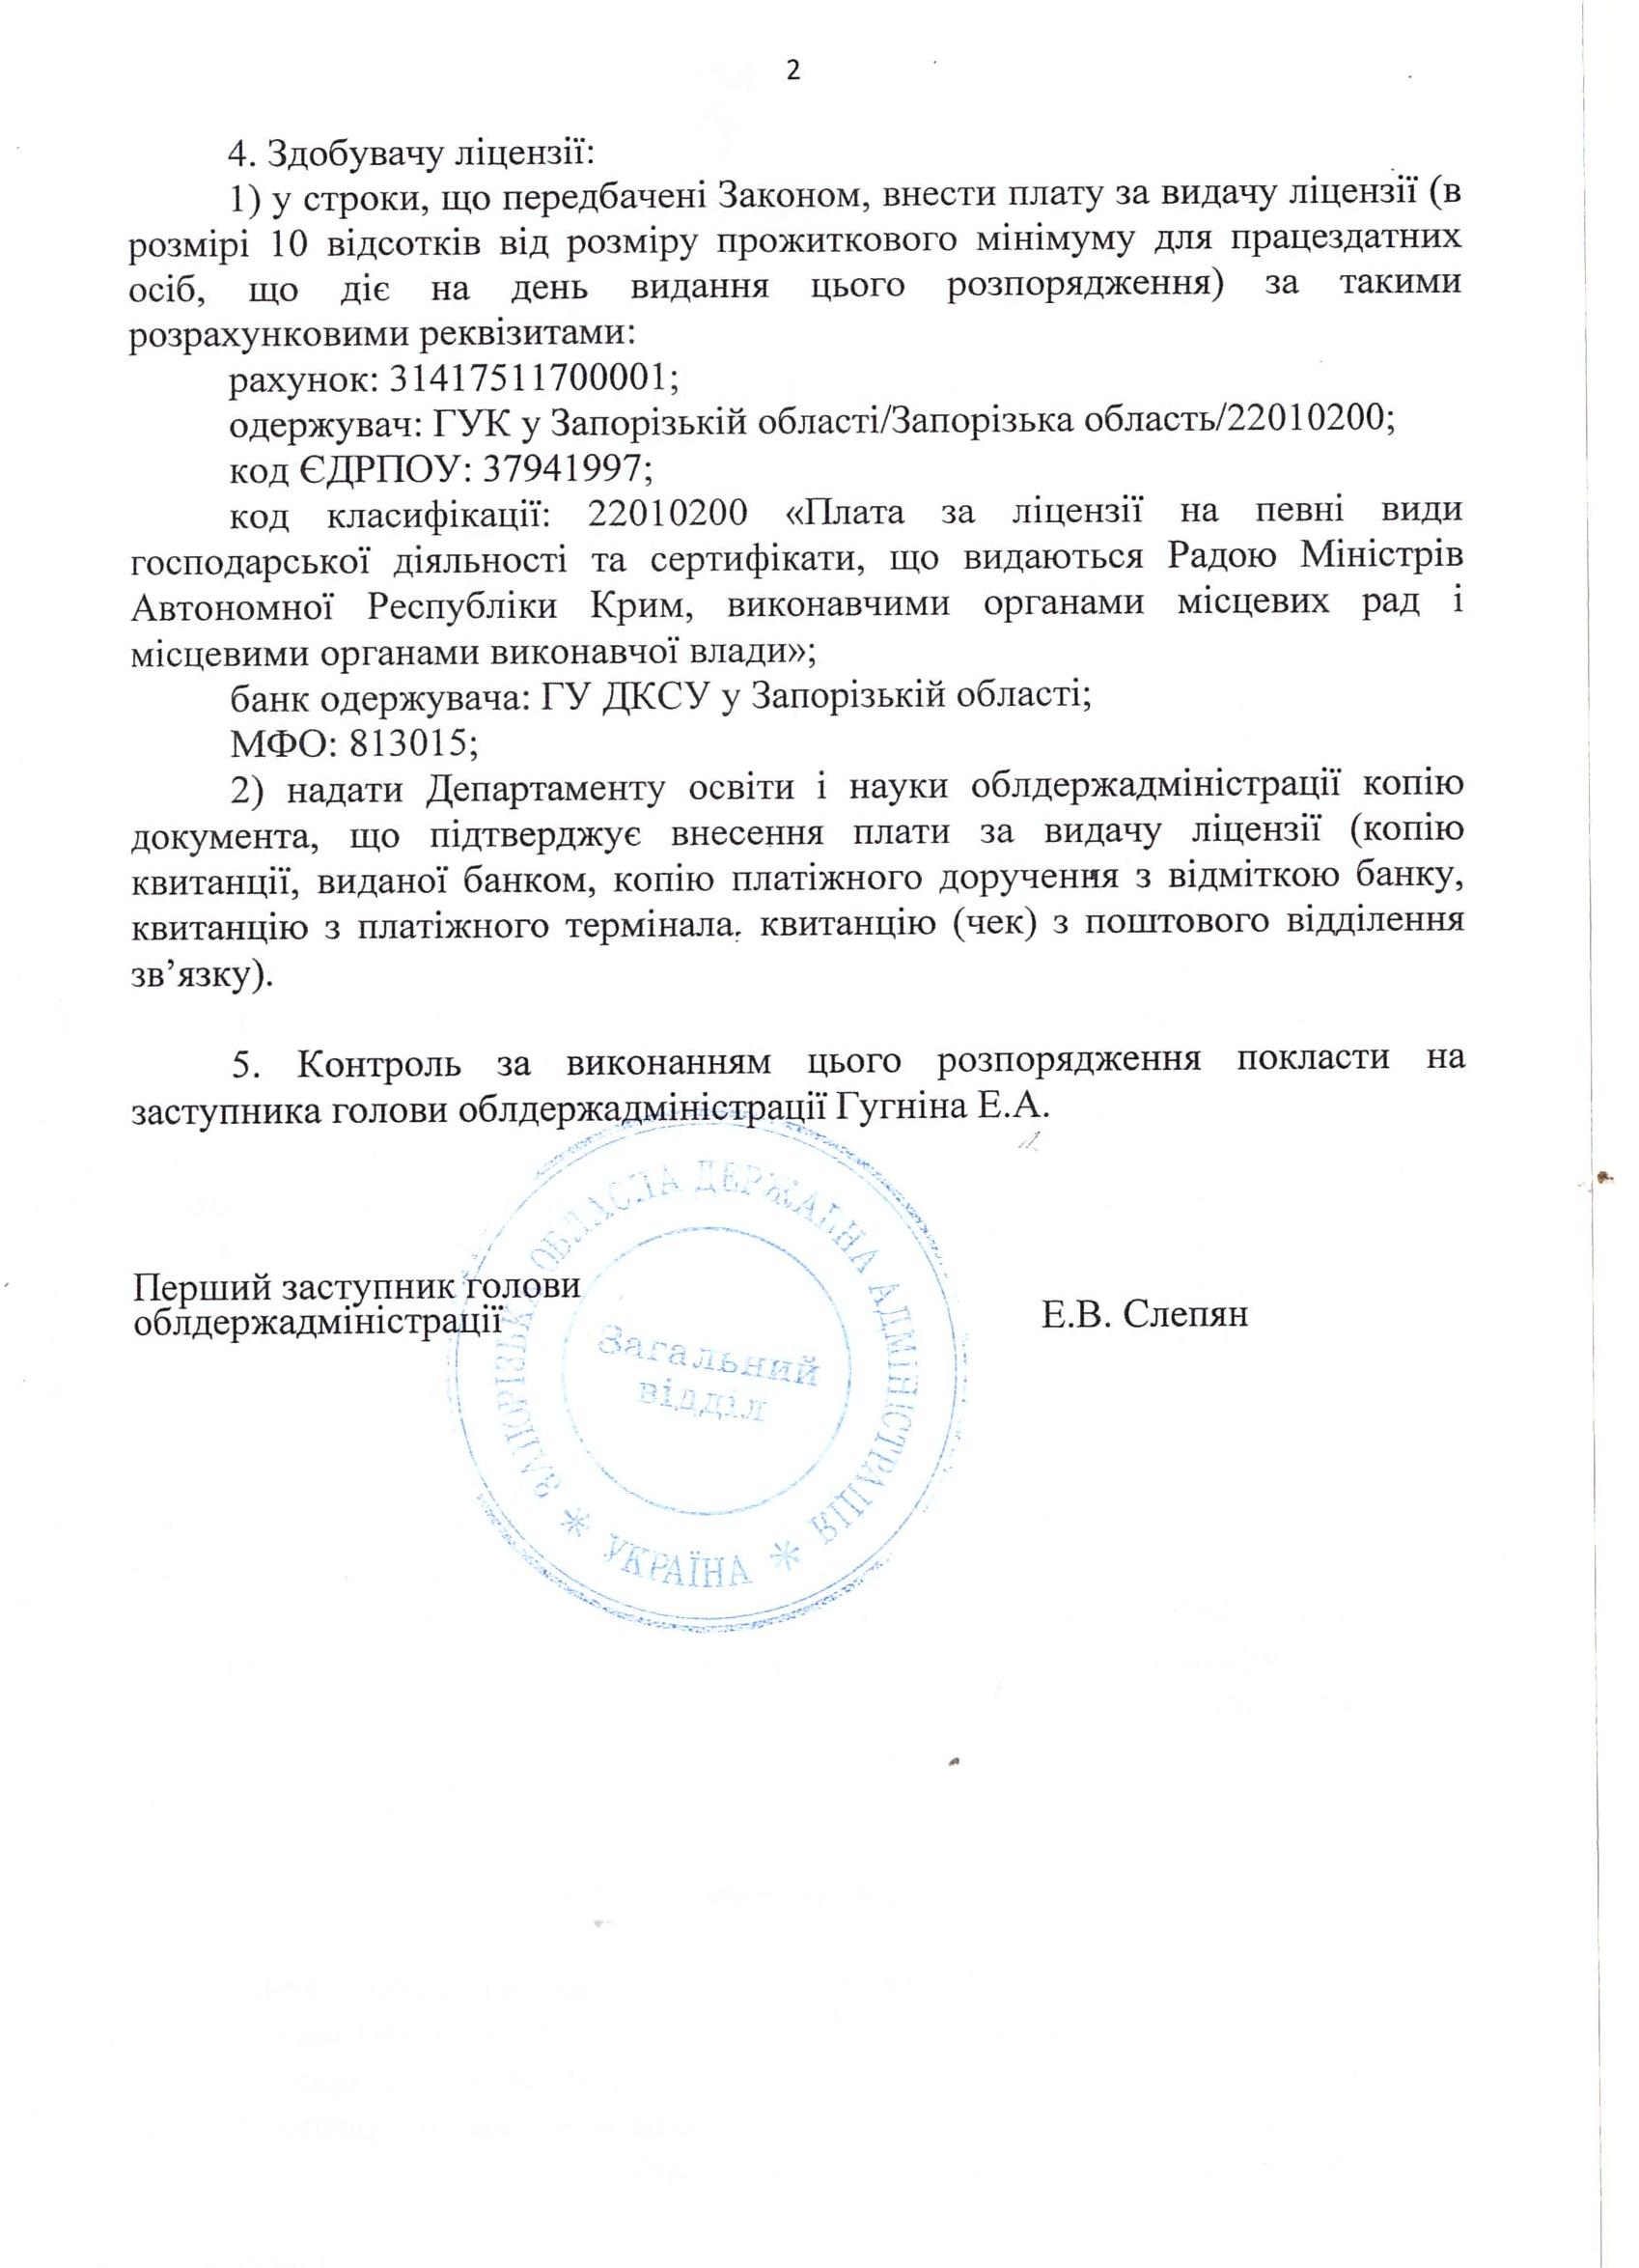 2
4. Здобувачу ліцензії:
1) у строки, що передбачені Законом, внести плату за видачу ліцензії (в
розмірі 10 відсотків від розміру прожиткового мінімуму для працездатних
осіб, що діє на день видання цього розпорядження) за такими
розрахунковими реквізитами:
рахунок: 31417511700001;
одержувач: ГУК у Запорізькій області/Запорізька область/22010200;
код ЄДРПОУ: 37941997;
код класифікації: 22010200 «Плата за ліцензії на певні види
господарської діяльності та сертифікати, що видаються Радою Міністрів
Автономної Республіки Крим, виконавчими органами місцевих рад і
місцевими органами виконавчої влади»;
банк одержувача: ГУ ДКСУ у Запорізькій області;
МФО: 813015;
2) надати Департаменту освіти і науки облдержадміністрації копію
документа, що підтверджує внесення плати за видачу ліцензії (копію
квитанції, виданої банком, копію платіжного доручення з відміткою банку,
квитанцію з платіжного термінала, квитанцію (чек) з поштового відділення
зв’язку).
5. Контроль за виконанням цього розпорядження покласти на
заступника голови облдержадміністрації Гугніна Е.А.
Перший заступник голови
облдержадміністрації
Е.В. Слепян
ЗАПОРІЗЬКА ОБЛАСНА ДЕРЖАВНА АДМІНІСТРАЦІЯ
* УКРАЇНА *
Загальний
відділ